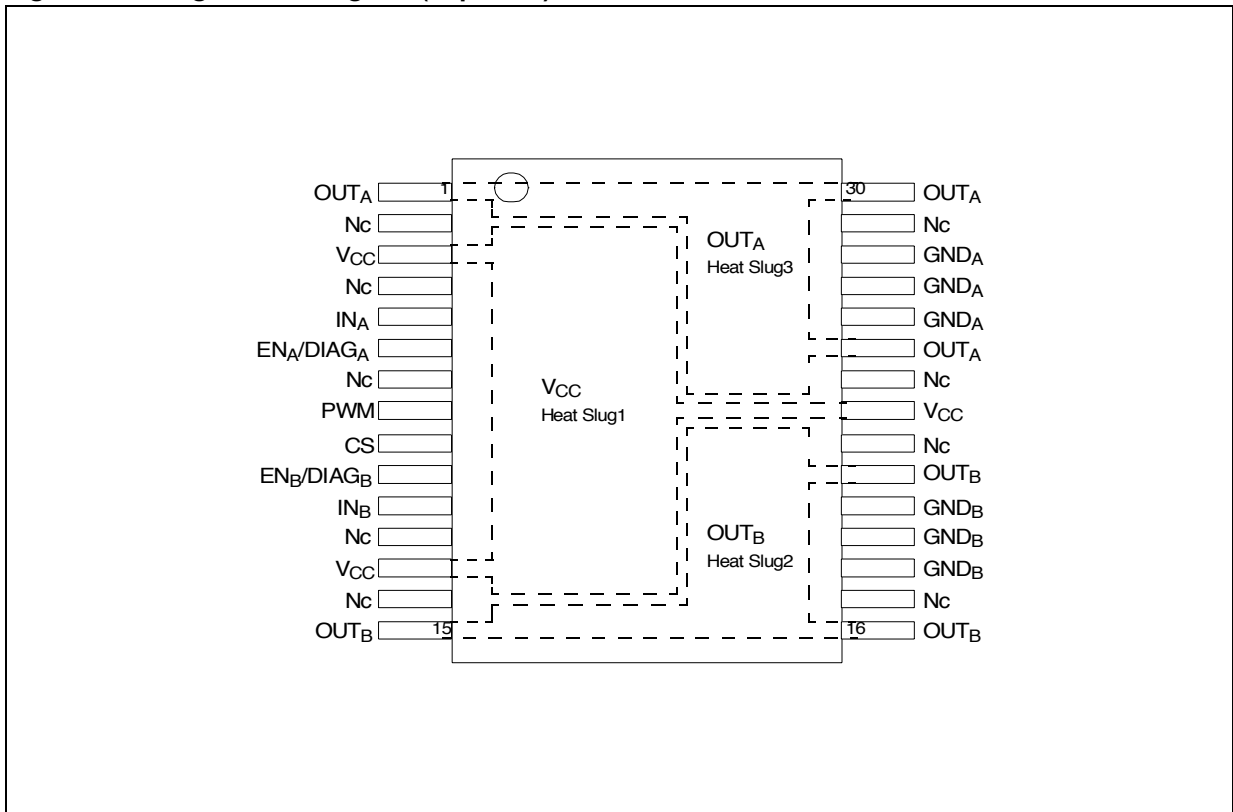 OUTA 1 30 OUTA
Nc Nc
VCC GNDA
Nc GNDA
INA GNDA
ENA/DIAGA OUTA
Nc Nc
PWM VCC
CS Nc
ENB/DIAGB OUTB
INB GNDB
Nc GNDB
VCC GNDB
Nc Nc
OUTB 15 16 OUTB
OUTA
Heat Slug3
VCC
Heat Slug1
OUTB
Heat Slug2